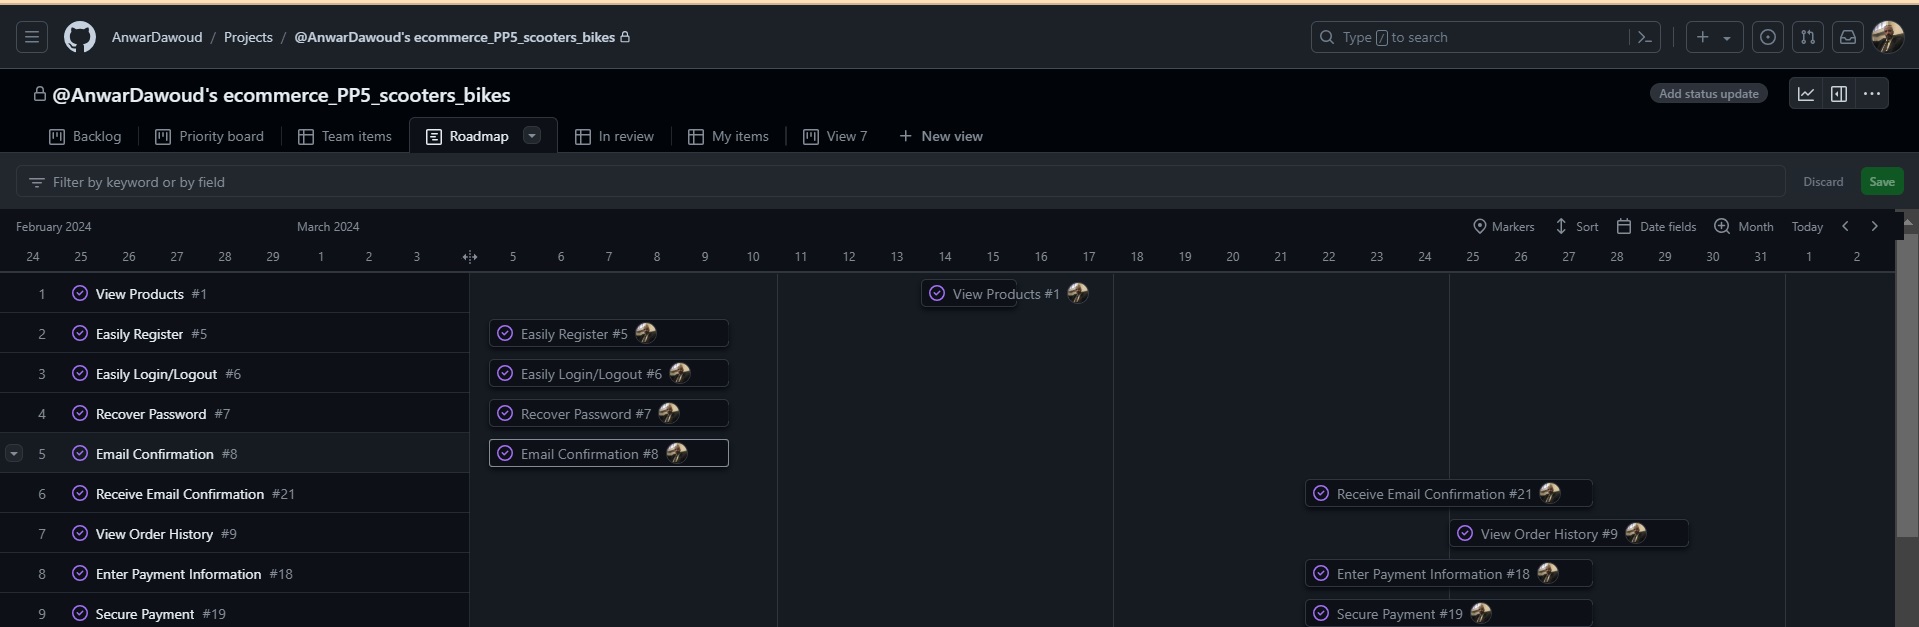 AnwarDawoud / Projects / @AnwarDawoud's ecommerce_PP5_scooters_bikes
Type / to search
@AnwarDawoud's ecommerce_PP5_scooters_bikes
Add status update
Backlog Priority board Team items Roadmap In review My items View 7 + New view
Filter by keyword or by field
Discard Save
February 2024 March 2024
Markers Sort Date fields Month Today
24 25 26 27 28 29 1 2 3 5 6 7 8 9 10 11 12 13 14 15 16 17 18 19 20 21 22 23 24 25 26 27 28 29 30 31 1 2
1 View Products #1 View Products #1
2 Easily Register #5 Easily Register #5
3 Easily Login/Logout #6 Easily Login/Logout #6
4 Recover Password #7 Recover Password #7
5 Email Confirmation #8 Email Confirmation #8
6 Receive Email Confirmation #21 Receive Email Confirmation #21
7 View Order History #9 View Order History #9
8 Enter Payment Information #18 Enter Payment Information #18
9 Secure Payment #19 Secure Payment #19